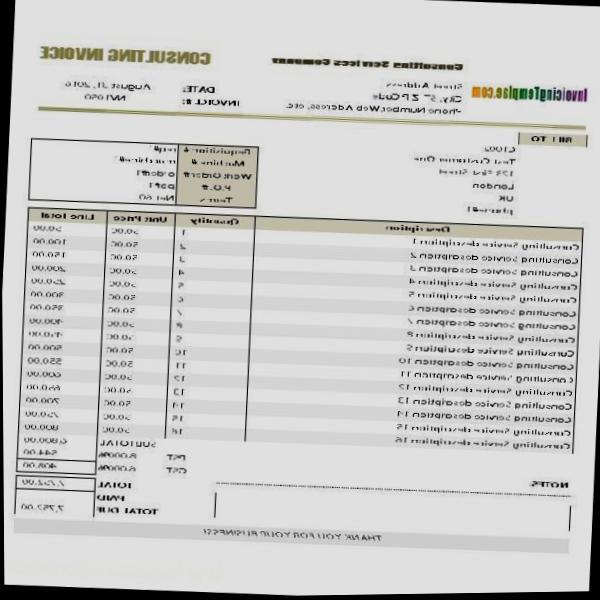 Consulting Services Company
CONSULTING INVOICE
InvoicingTemplate.com
Street Address
DATE: August 31, 2016
City, ST ZIP Code
INVOICE #:
Phone Number, Web Address, etc.
BILL TO
C1002
Test Customer One
123 First Street
London
UK
phone#1
Requisition # req#1
Machine # machine#1
Work Order# order#1
P.O.# po#1
Terms Net 60
Description Quantity Unit Price Line Total
Consulting Service description 1 1 50.00 50.00
Consulting Service description 2 2 50.00 100.00
Consulting Service description 3 3 50.00 150.00
Consulting Service description 4 4 50.00 200.00
Consulting Service description 5 5 50.00 250.00
Consulting Service description 6 6 50.00 300.00
Consulting Service description 7 7 50.00 350.00
Consulting Service description 8 8 50.00 400.00
Consulting Service description 9 9 50.00 450.00
Consulting Service description 10 10 50.00 500.00
Consulting Service description 11 11 50.00 550.00
Consulting Service description 12 12 50.00 600.00
Consulting Service description 13 13 50.00 650.00
Consulting Service description 14 14 50.00 700.00
Consulting Service description 15 15 50.00 750.00
Consulting Service description 16 16 50.00 800.00
SUBTOTAL 6,800.00
PST 8.000% 544.00
GST 6.000% 408.00
NOTES:
TOTAL 7,752.00
PAID
TOTAL DUE 7,752.00
THANK YOU FOR YOUR BUSINESS!